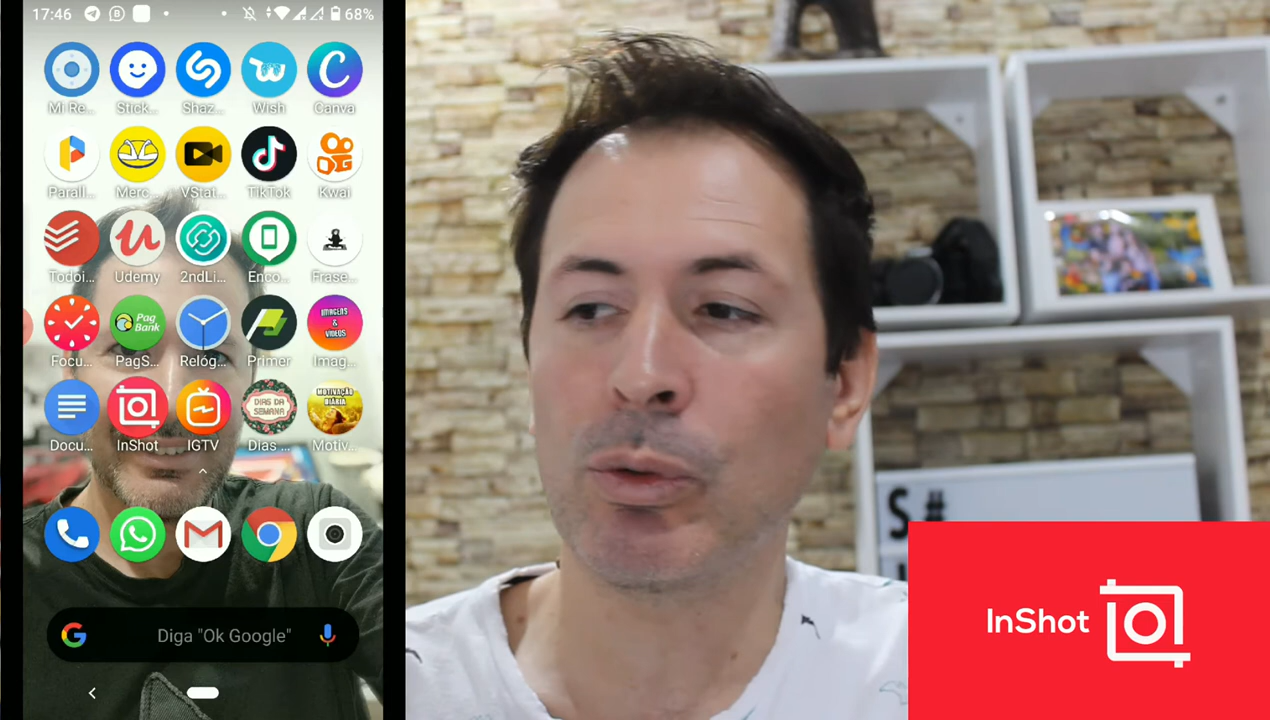 17:46
68%
Mi Re...
Stick...
Shaz...
Wish
Canva
Parall...
Merc...
VStat...
TikTok
Kwai
Todoi...
Udemy
2ndLi...
Enco...
Frase...
Pag
Bank
IMAGENS
&
VIDEOS
Focu...
PagS...
Relóg...
Primer
Imag...
DIAS DA
SEMANA
MOTIVAÇÃO
DIÁRIA
Docu...
InShot
IGTV
Dias ...
Motiv...
Diga "Ok Google"
S#
InShot